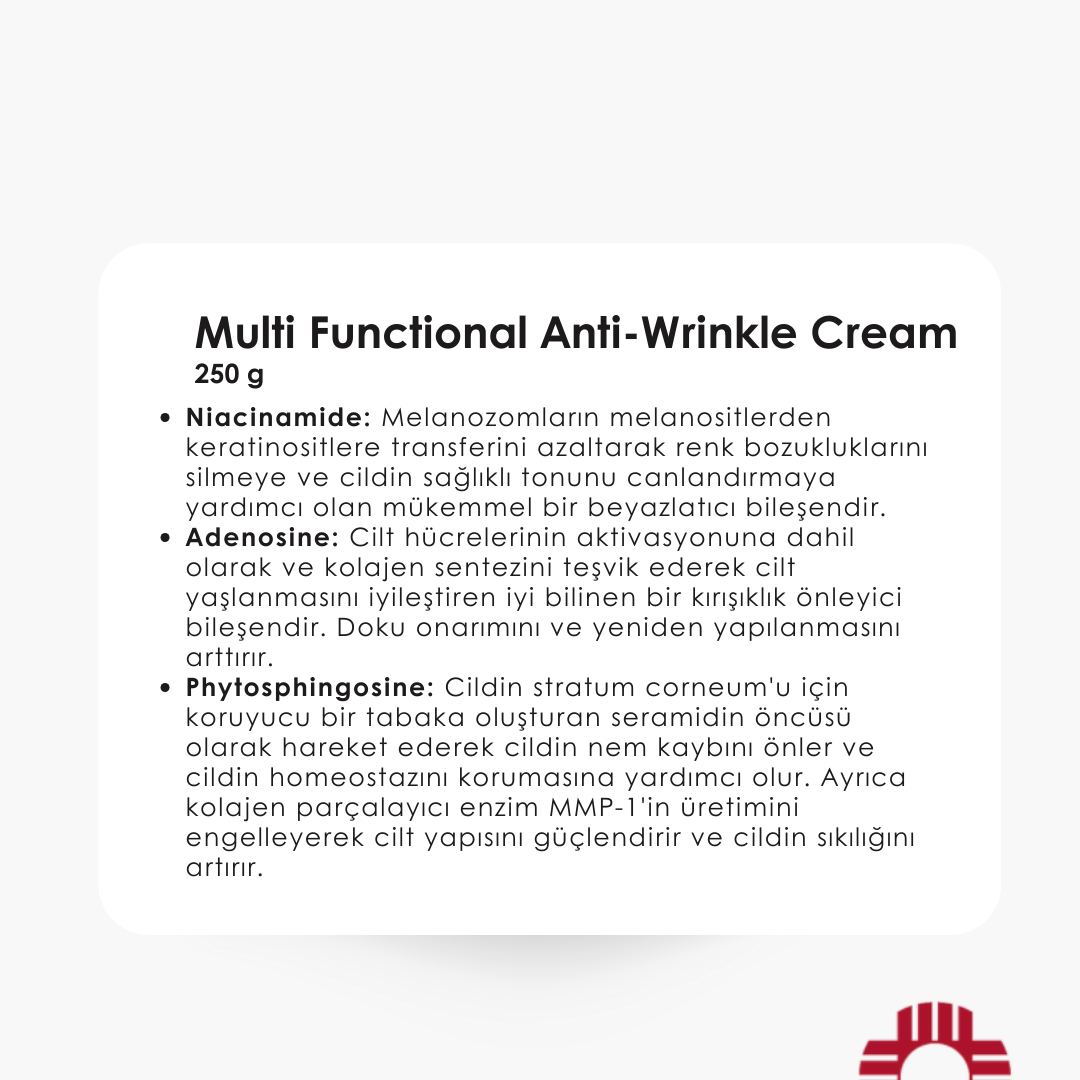 Multi Functional Anti-Wrinkle Cream
250 g
• Niacinamide: Melanozomların melanositlerden
keratinositlere transferini azaltarak renk bozukluklarını
silmeye ve cildin sağlıklı tonunu canlandırmaya
yardımcı olan mükemmel bir beyazlatıcı bileşendir.
• Adenosine: Cilt hücrelerinin aktivasyonuna dahil
olarak ve kolajen sentezini teşvik ederek cilt
yaşlanmasını iyileştiren iyi bilinen bir kırışıklık önleyici
bileşendir. Doku onarımını ve yeniden yapılanmasını
arttırır.
• Phytosphingosine: Cildin stratum corneum'u için
koruyucu bir tabaka oluşturan seramidin öncüsü
olarak hareket ederek cildin nem kaybını önler ve
cildin homeostazını korumasına yardımcı olur. Ayrıca
kolajen parçalayıcı enzim MMP-1'in üretimini
engelleyerek cilt yapısını güçlendirir ve cildin sıkılığını
artırır.